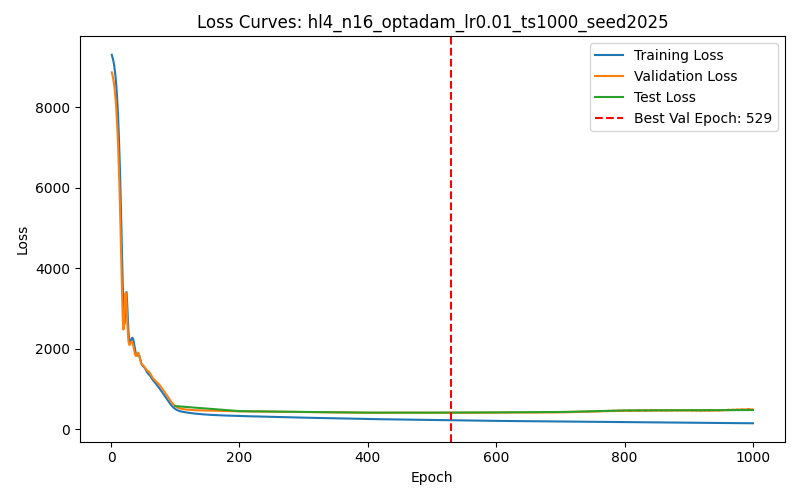 Loss Curves: hl4_n16_optadam_lr0.01_ts1000_seed2025
Training Loss
Validation Loss
Test Loss
Best Val Epoch: 529
Loss
8000
6000
4000
2000
0
0 200 400 600 800 1000
Epoch